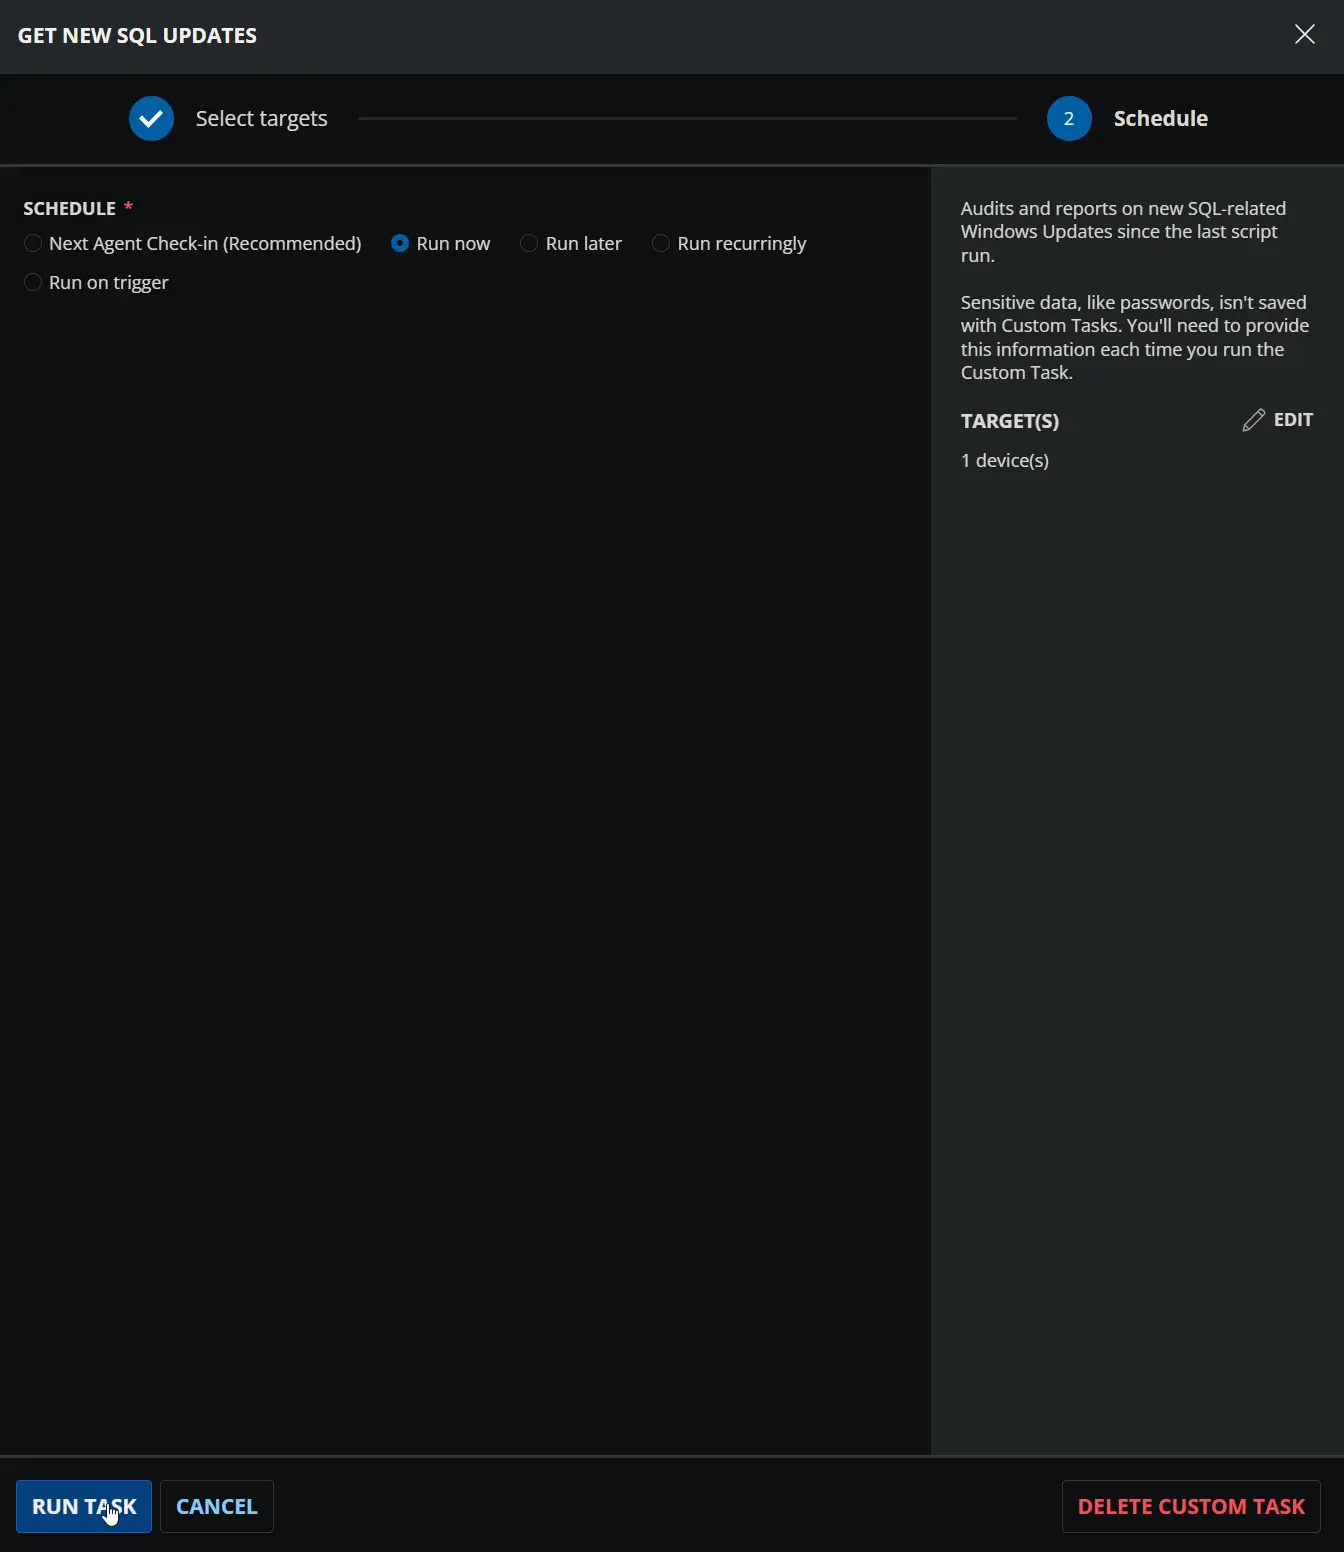 GET NEW SQL UPDATES
Select targets
2
Schedule
SCHEDULE *
Next Agent Check-in (Recommended)
Run now
Run later
Run recurringly
Run on trigger
Audits and reports on new SQL-related
Windows Updates since the last script
run.
Sensitive data, like passwords, isn't saved
with Custom Tasks. You'll need to provide
this information each time you run the
Custom Task.
TARGET(S)
EDIT
1 device(s)
RUN TASK
CANCEL
DELETE CUSTOM TASK